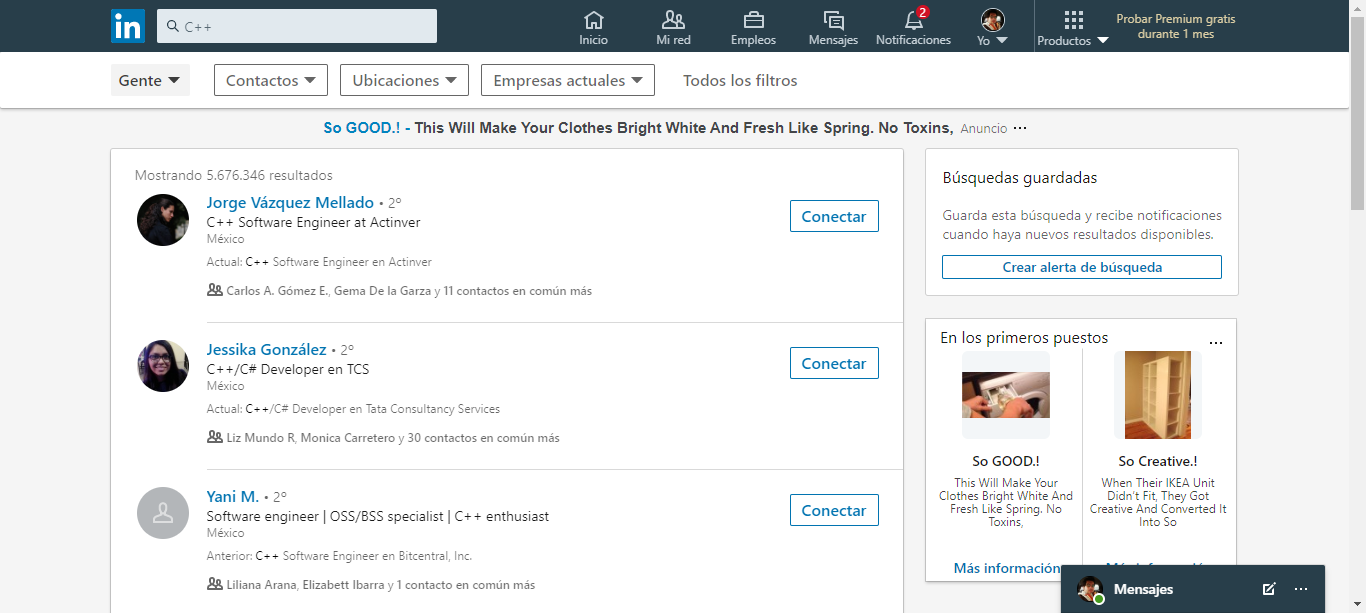 in
C++
Inicio
Mi red
Empleos
Mensajes
2
Notificaciones
Yo
Productos
Probar Premium gratis
durante 1 mes
Gente
Contactos
Ubicaciones
Empresas actuales
Todos los filtros
So GOOD.! - This Will Make Your Clothes Bright White And Fresh Like Spring. No Toxins, Anuncio ···
Mostrando 5.676.346 resultados
Jorge Vázquez Mellado • 2º
C++ Software Engineer at Actinver
México
Actual: C++ Software Engineer en Actinver
Carlos A. Gómez E., Gema De la Garza y 11 contactos en común más
Conectar
Jessika González • 2º
C++/C# Developer en TCS
México
Actual: C++/C# Developer en Tata Consultancy Services
Liz Mundo R, Monica Carretero y 30 contactos en común más
Conectar
Yani M. • 2º
Software engineer | OSS/BSS specialist | C++ enthusiast
México
Anterior: C++ Software Engineer en Bitcentral, Inc.
Liliana Arana, Elizabett Ibarra y 1 contacto en común más
Conectar
Búsquedas guardadas
Guarda esta búsqueda y recibe notificaciones
cuando haya nuevos resultados disponibles.
Crear alerta de búsqueda
En los primeros puestos
...
So GOOD.!
This Will Make Your
Clothes Bright White And
Fresh Like Spring. No
Toxins,
Más información
So Creative.!
When Their IKEA Unit
Didn't Fit, They Got
Creative And Converted It
Into So
Mensajes